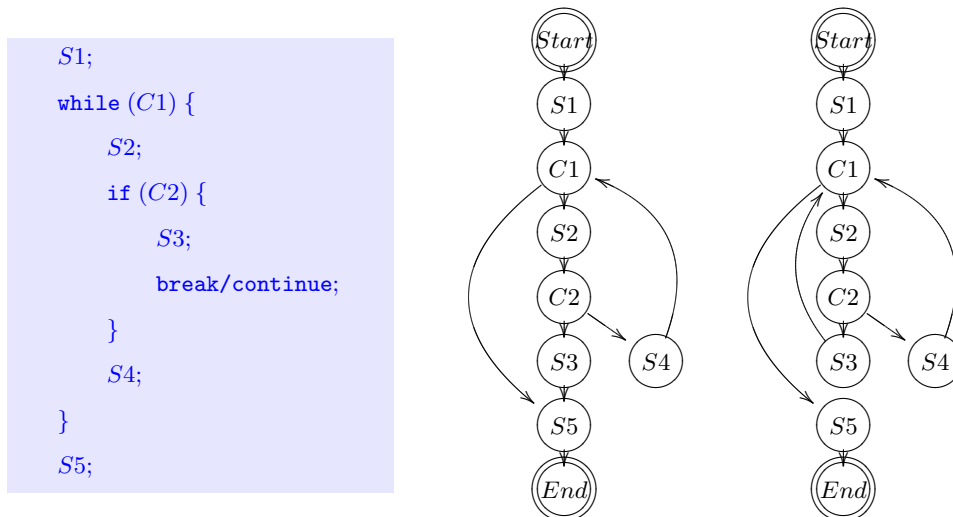 S1;
while (C1) {
S2;
if (C2) {
S3;
break/continue;
}
S4;
}
S5;
Start
S1
C1
S2
C2
S3
S4
S5
End
Start
S1
C1
S2
C2
S3
S4
S5
End